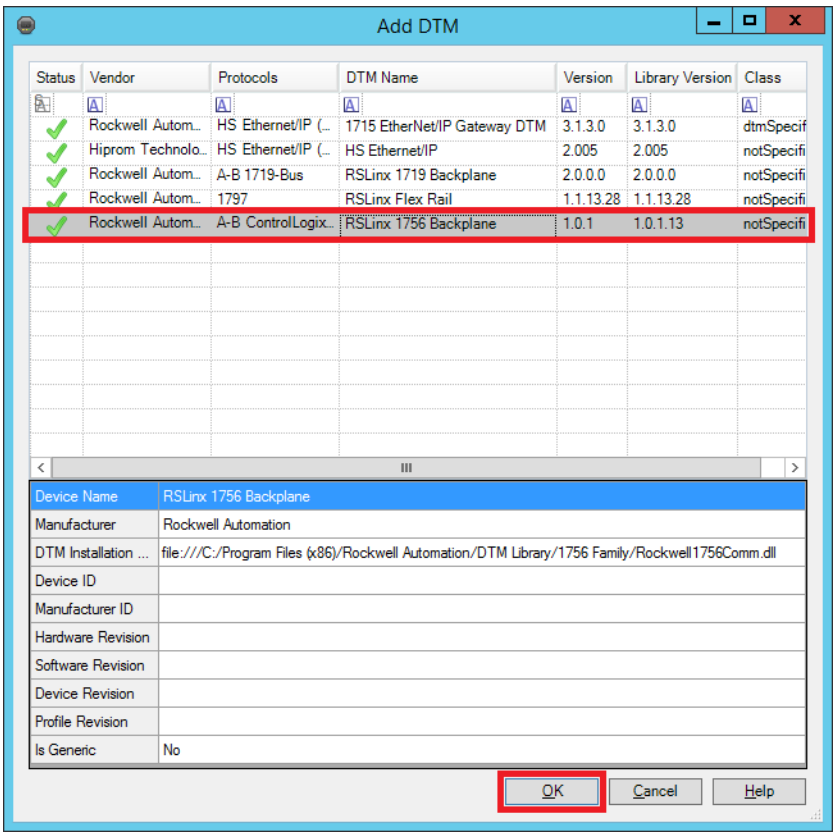 Add DTM
Status Vendor Protocols DTM Name Version Library Version Class
A A A A A A
Rockwell Autom... HS Ethernet/IP (... 1715 EtherNet/IP Gateway DTM 3.1.3.0 3.1.3.0 dtmSpecif
Hiprom Technolo... HS Ethernet/IP (... HS Ethernet/IP 2.005 2.005 notSpecifi
Rockwell Autom... A-B 1719-Bus RSLinx 1719 Backplane 2.0.0.0 2.0.0.0 notSpecifi
Rockwell Autom... 1797 RSLinx Flex Rail 1.1.13.28 1.1.13.28 notSpecifi
Rockwell Autom... A-B ControlLogix... RSLinx 1756 Backplane 1.0.1 1.0.1.13 notSpecifi
Device Name RSLinx 1756 Backplane
Manufacturer Rockwell Automation
DTM Installation ... file:///C:/Program Files (x86)/Rockwell Automation/DTM Library/1756 Family/Rockwell1756Comm.dll
Device ID
Manufacturer ID
Hardware Revision
Software Revision
Device Revision
Profile Revision
Is Generic No
OK Cancel Help